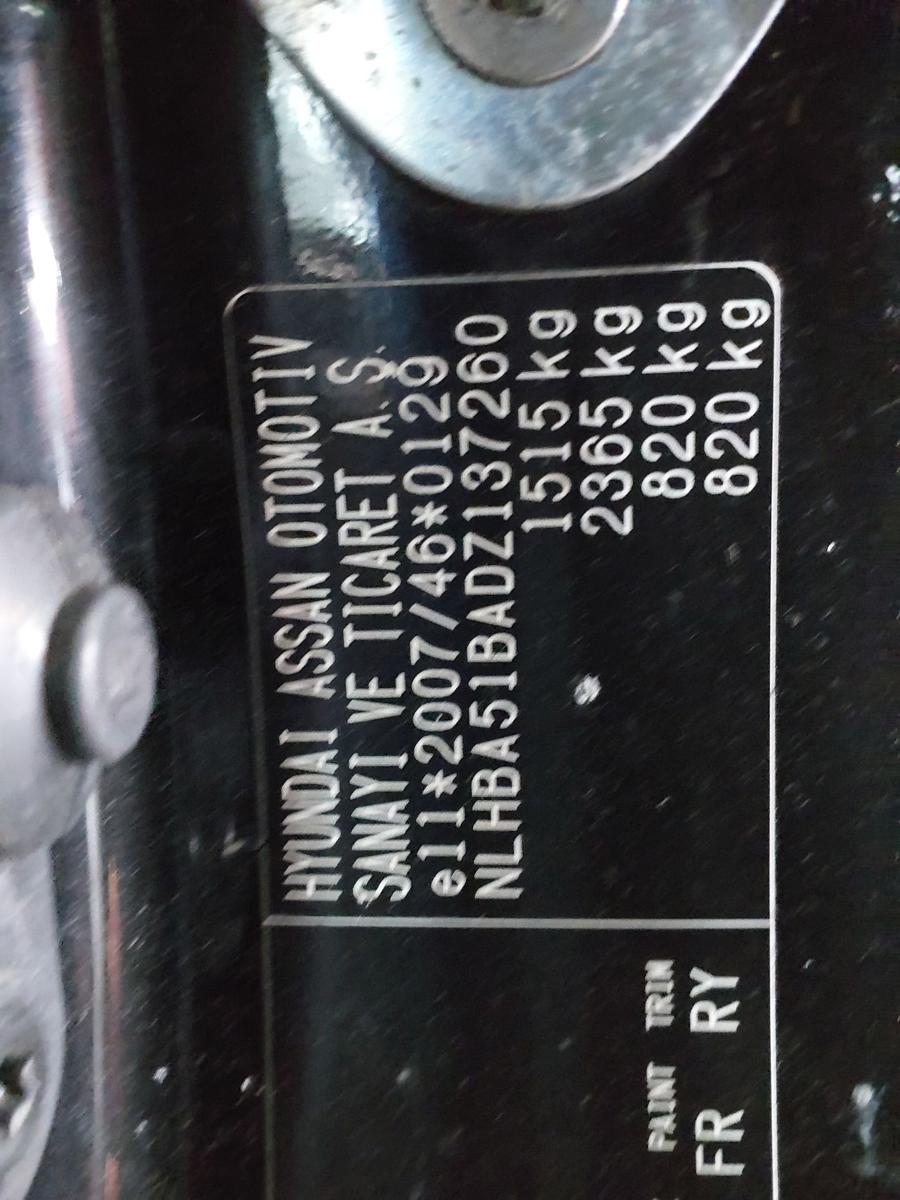 HYUNDAI ASSAN OTOMOTIV
SANAYI VE TICARET A.Ş.
e11*2007/46*0129
NLHBA51BADZ137260
1515 kg
2365 kg
820 kg
820 kg
PAINT TRIM
FR RY